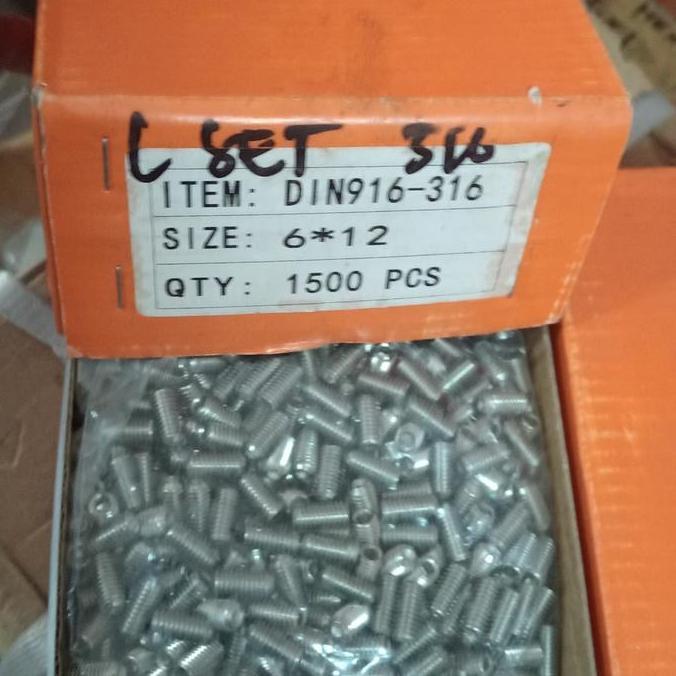 L SET 316
ITEM: DIN916-316
SIZE: 6*12
QTY: 1500 PCS